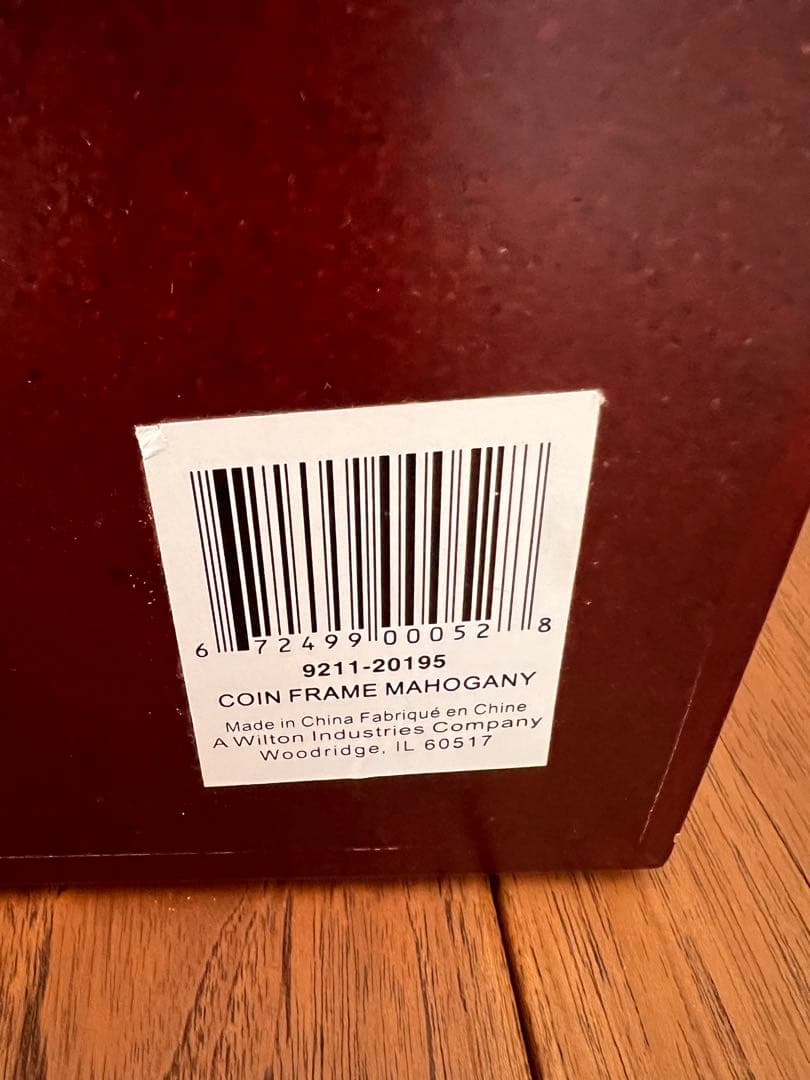 6 72499 00052 8
9211-20195
COIN FRAME MAHOGANY
Made in China Fabriqué en Chine
A Wilton Industries Company
Woodridge, IL 60517